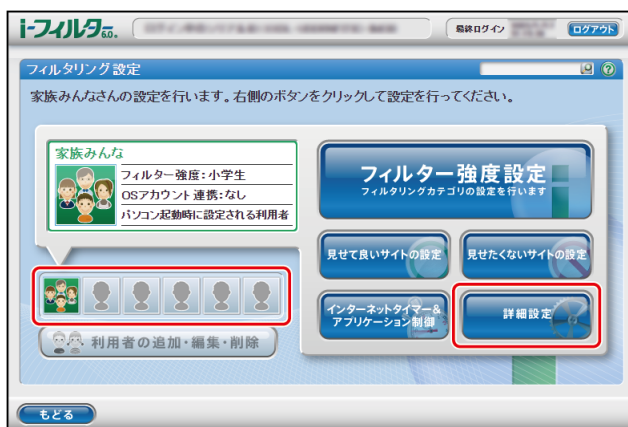 i-フィルター6.0.
最終ログイン
ログアウト
フィルタリング設定
家族みんなさんの設定を行います。右側のボタンをクリックして設定を行ってください。
家族みんな
フィルター強度:小学生
OSアカウント連携:なし
パソコン起動時に設定される利用者
利用者の追加・編集・削除
フィルター強度設定
フィルタリングカテゴリの設定を行います
見せて良いサイトの設定
見せたくないサイトの設定
インターネットタイマー&
アプリケーション制御
詳細設定
もどる